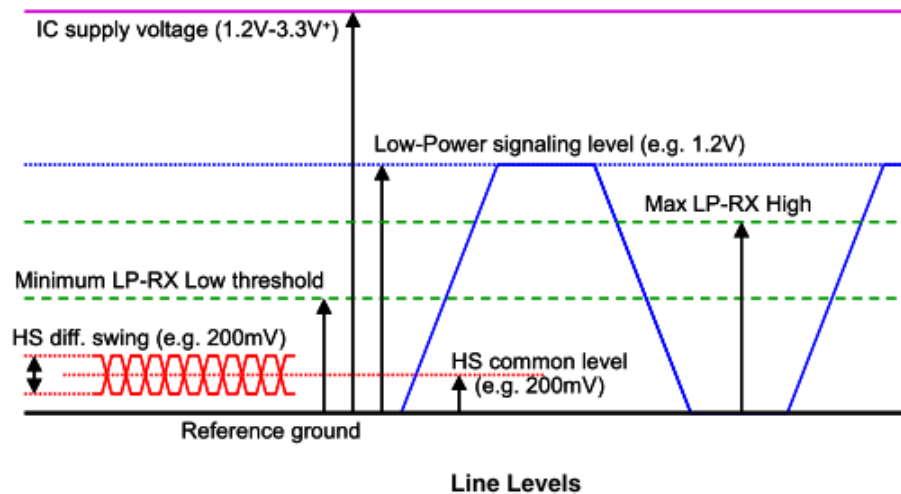 IC supply voltage (1.2V-3.3V⁺)
Low-Power signaling level (e.g. 1.2V)
Max LP-RX High
Minimum LP-RX Low threshold
HS diff. swing (e.g. 200mV)
HS common level
(e.g. 200mV)
Reference ground
Line Levels